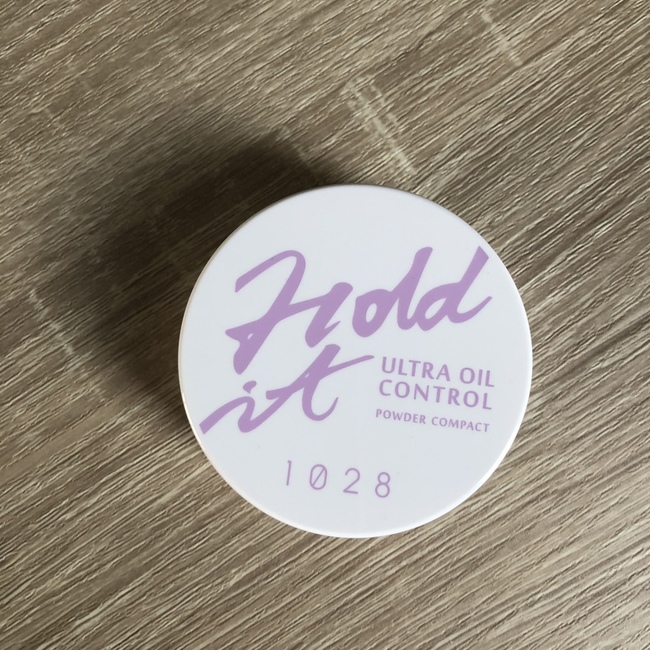 Hold
it
ULTRA OIL
CONTROL
POWDER COMPACT
1028